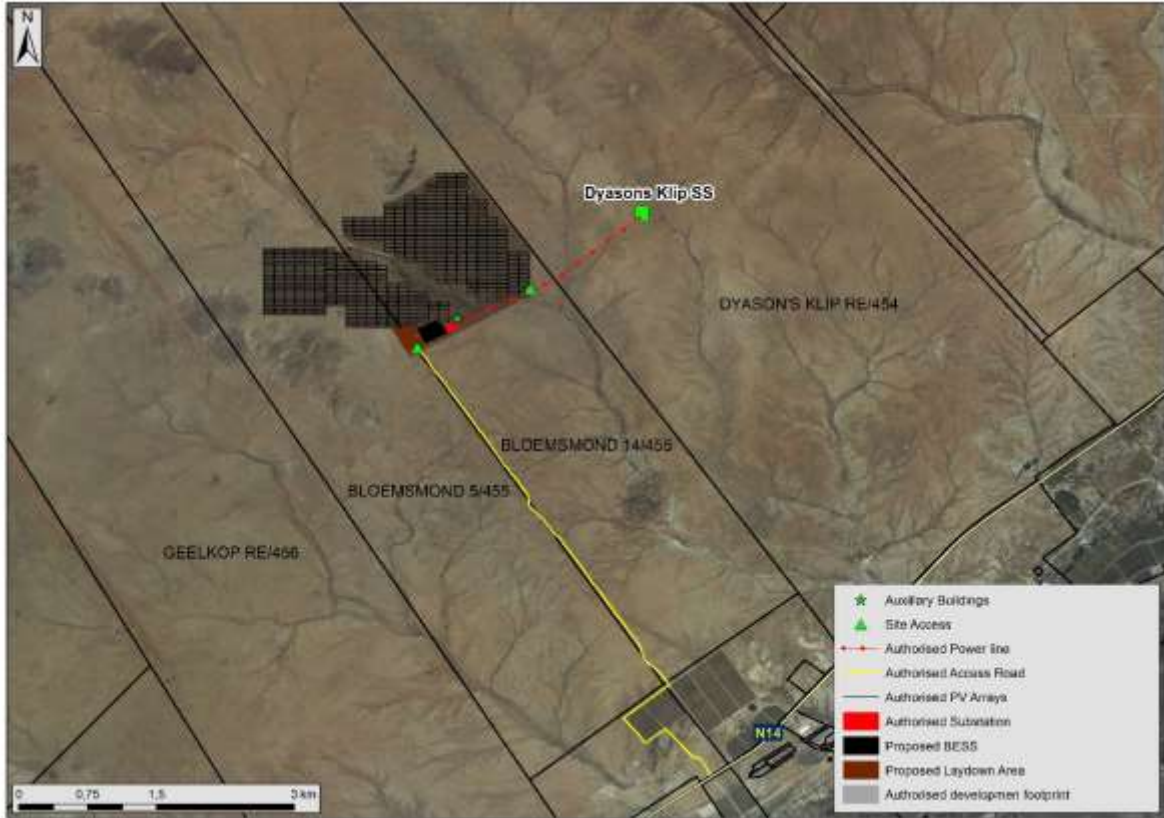 N
Dyasons Klip SS
DYASON'S KLIP RE/454
BLOEMSMOND 14/455
BLOEMSMOND 5/455
GEELKOP RE/456
N14
Auxillary Buildings
Site Access
Authorised Power line
Authorised Access Road
Authorised PV Arrays
Authorised Substation
Proposed BESS
Proposed Laydown Area
Authorised developmen footprint
0 0,75 1,5 3 km